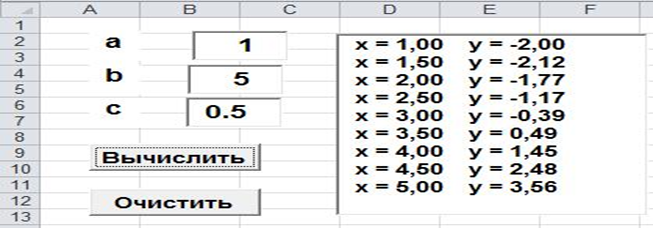 A B C D E F
1
2
3
4
5
6
7
8
9
10
11
12
13
a 1
b 5
c 0.5
Вычислить
Очистить
x = 1,00 y = -2,00
x = 1,50 y = -2,12
x = 2,00 y = -1,77
x = 2,50 y = -1,17
x = 3,00 y = -0,39
x = 3,50 y = 0,49
x = 4,00 y = 1,45
x = 4,50 y = 2,48
x = 5,00 y = 3,56